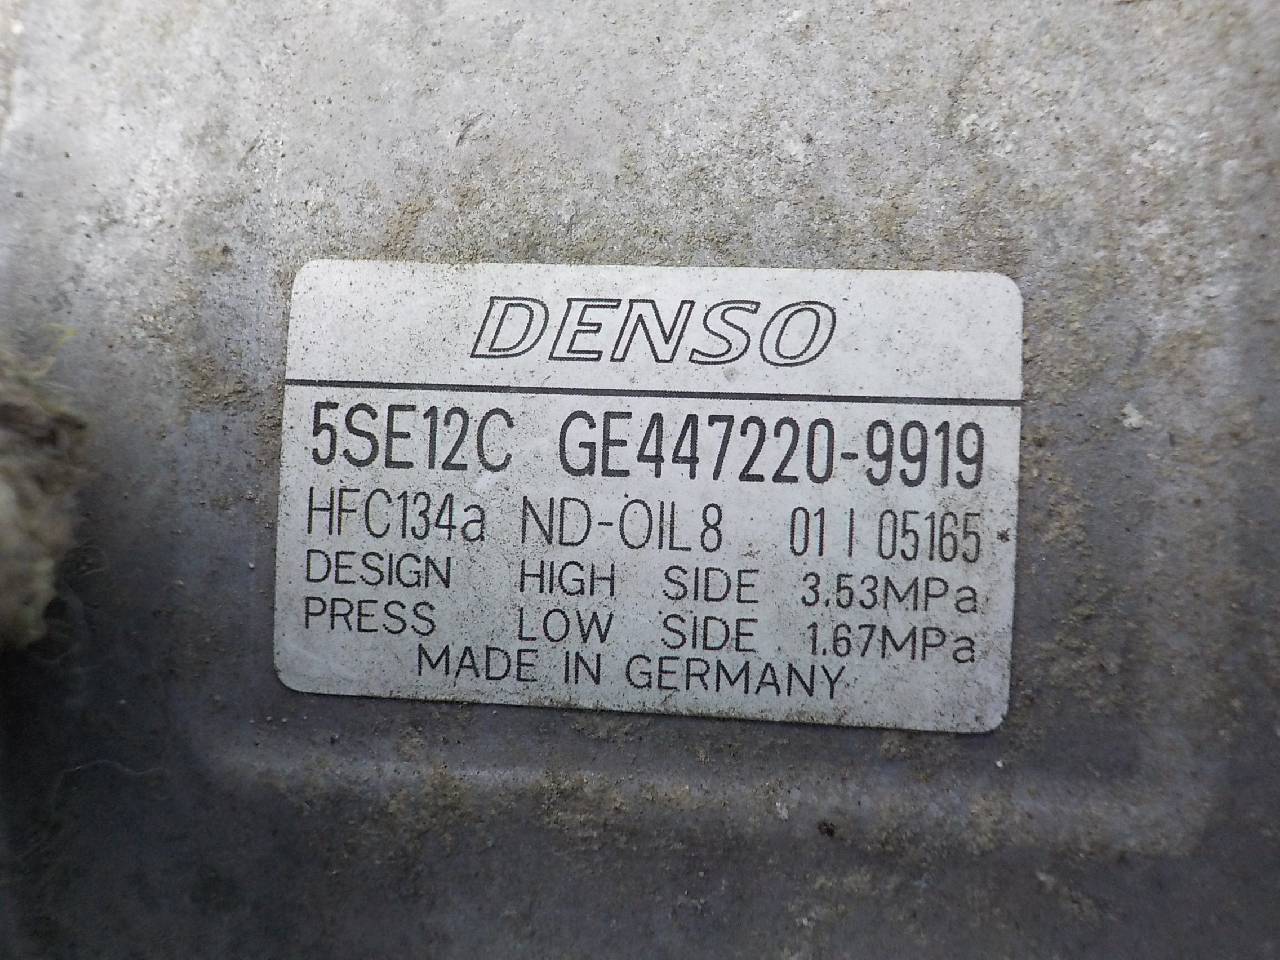 DENSO
5SE12C GE447220-9919
HFC134a ND-OIL8 01 I 05165 *
DESIGN HIGH SIDE 3.53MPa
PRESS LOW SIDE 1.67MPa
MADE IN GERMANY